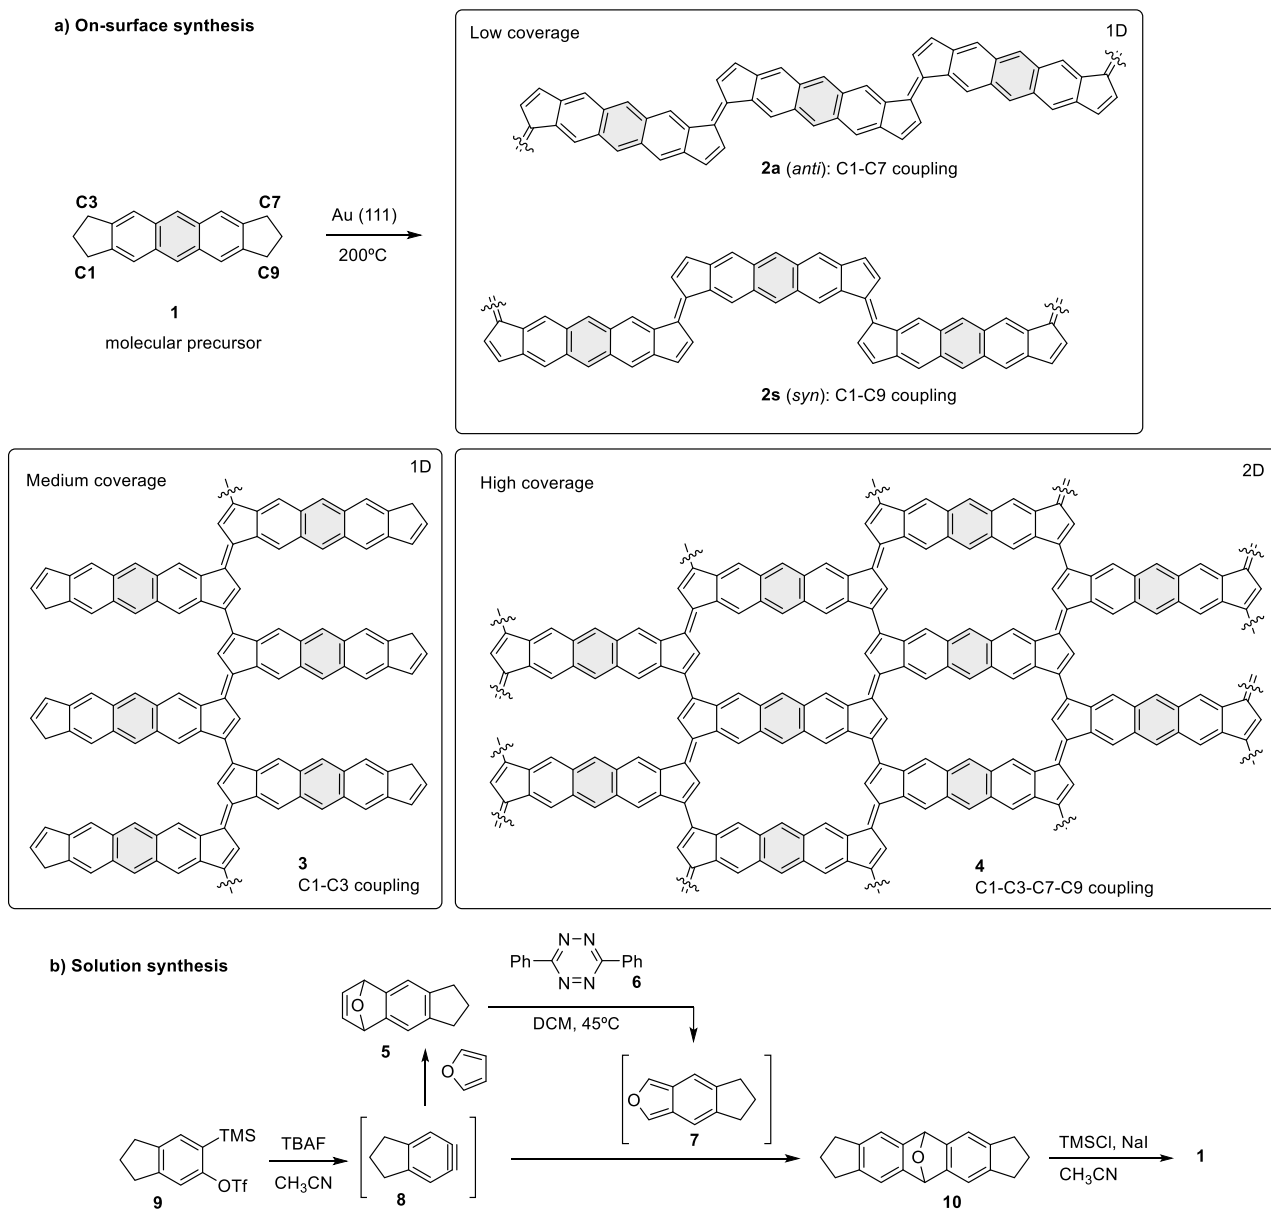 a) On-surface synthesis
Low coverage
1D
2a (anti): C1-C7 coupling
C3
C7
C1
C9
1
molecular precursor
Au (111)
200ºC
2s (syn): C1-C9 coupling
Medium coverage
1D
3
C1-C3 coupling
High coverage
2D
4
C1-C3-C7-C9 coupling
b) Solution synthesis
O
5
N N
Ph Ph
N=N
6
DCM, 45ºC
O
O
7
TMS
OTf
9
TBAF
CH3CN
8
O
10
TMSCl, NaI
CH3CN
1